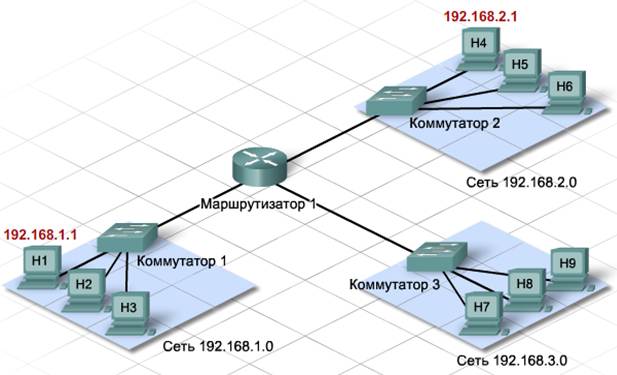 192.168.2.1
H4
H5
H6
Коммутатор 2
Сеть 192.168.2.0
Маршрутизатор 1
192.168.1.1
H1
H2
H3
Коммутатор 1
Сеть 192.168.1.0
Коммутатор 3
H7
H8
H9
Сеть 192.168.3.0